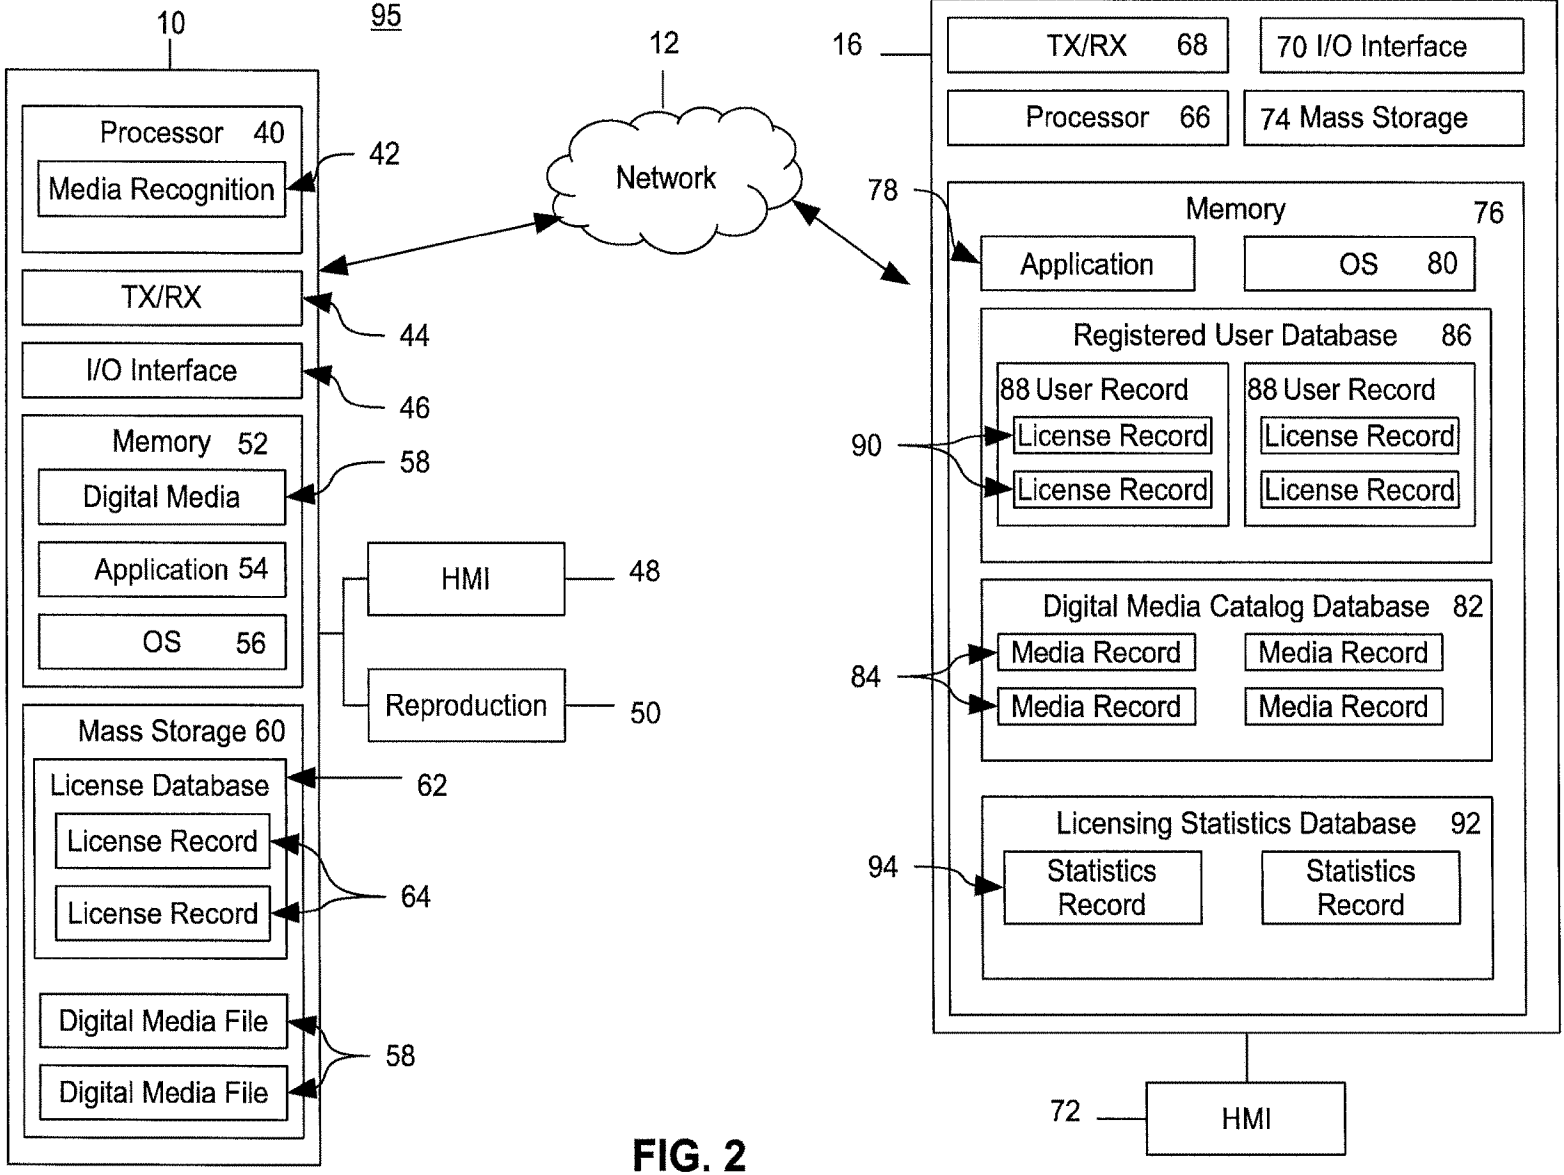 95
10
Processor 40
Media Recognition
42
TX/RX
44
I/O Interface
46
Memory 52
Digital Media
58
Application 54
OS 56
Mass Storage 60
License Database
62
License Record
License Record
64
Digital Media File
Digital Media File
58
HMI
48
Reproduction
50
12
Network
16
TX/RX 68
70 I/O Interface
Processor 66
74 Mass Storage
Memory 76
78
Application
OS 80
Registered User Database 86
88 User Record
License Record
License Record
90
88 User Record
License Record
License Record
Digital Media Catalog Database 82
Media Record
Media Record
84
Media Record
Media Record
Licensing Statistics Database 92
94
Statistics
Record
Statistics
Record
72
HMI
FIG. 2